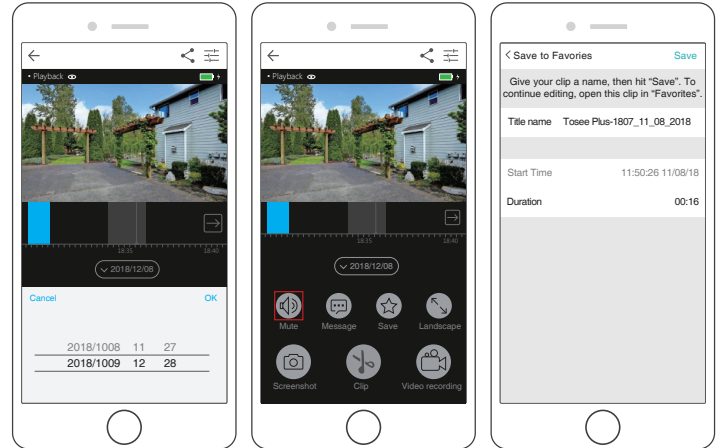 • Playback
18:35 18:40
2018/12/08
Cancel OK
2018/1008 11 27
2018/1009 12 28
• Playback
18:35 18:40
2018/12/08
Mute Message Save Landscape
Screenshot Clip Video recording
Save to Favories Save
Give your clip a name, then hit “Save”. To
continue editing, open this clip in “Favorites”.
Title name Tosee Plus-1807_11_08_2018
Start Time 11:50:26 11/08/18
Duration 00:16